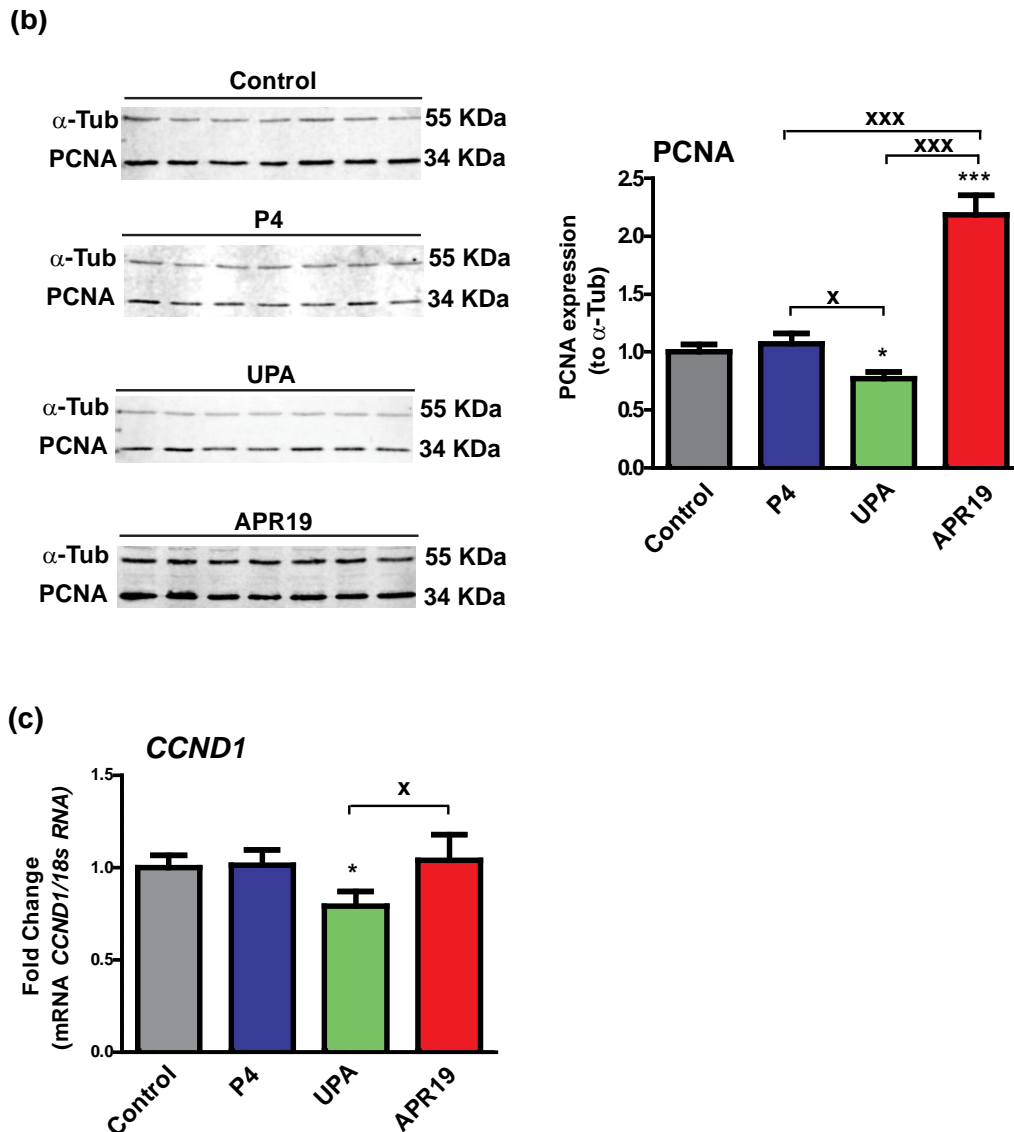 (b)
Control
α-Tub 55 KDa
PCNA 34 KDa
P4
α-Tub 55 KDa
PCNA 34 KDa
UPA
α-Tub 55 KDa
PCNA 34 KDa
APR19
α-Tub 55 KDa
PCNA 34 KDa
PCNA
xxx
xxx
***
x
*
PCNA expression
(to α-Tub)
2.5
2.0
1.5
1.0
0.5
0.0
Control
P4
UPA
APR19
(c)
CCND1
x
*
Fold Change
(mRNA CCND1/18s RNA)
1.5
1.0
0.5
0.0
Control
P4
UPA
APR19